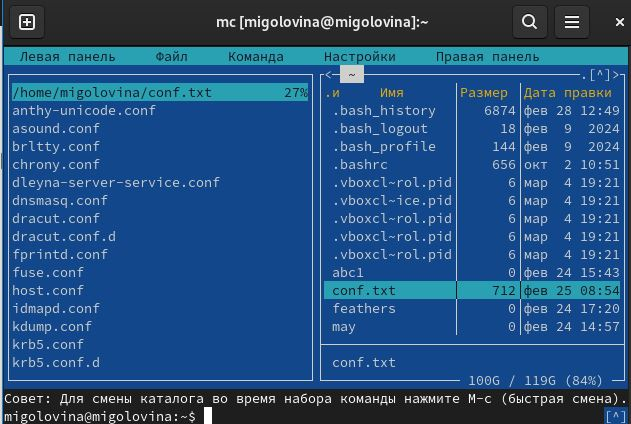 mc [migolovina@migolovina]:~
Левая панель Файл Команда Настройки Правая панель
/home/migolovina/conf.txt 27%
anthy-unicode.conf
asound.conf
brltty.conf
chrony.conf
dleyna-server-service.conf
dnsmasq.conf
dracut.conf
dracut.conf.d
fprintd.conf
fuse.conf
host.conf
idmapd.conf
kdump.conf
krb5.conf
krb5.conf.d
<─ ~ .[^]>
.и Имя Размер Дата правки
.bash_history 6874 фев 28 12:49
.bash_logout 18 фев 9 2024
.bash_profile 144 фев 9 2024
.bashrc 656 окт 2 10:51
.vboxcl~rol.pid 6 мар 4 19:21
.vboxcl~ice.pid 6 мар 4 19:21
.vboxcl~rol.pid 6 мар 4 19:21
.vboxcl~rol.pid 6 мар 4 19:21
.vboxcl~rol.pid 6 мар 4 19:21
abc1 0 фев 24 15:43
conf.txt 712 фев 25 08:54
feathers 0 фев 24 17:20
may 0 фев 24 14:57
conf.txt
100G / 119G (84%)
Совет: Для смены каталога во время набора команды нажмите M-c (быстрая смена).
migolovina@migolovina:~$ [^]